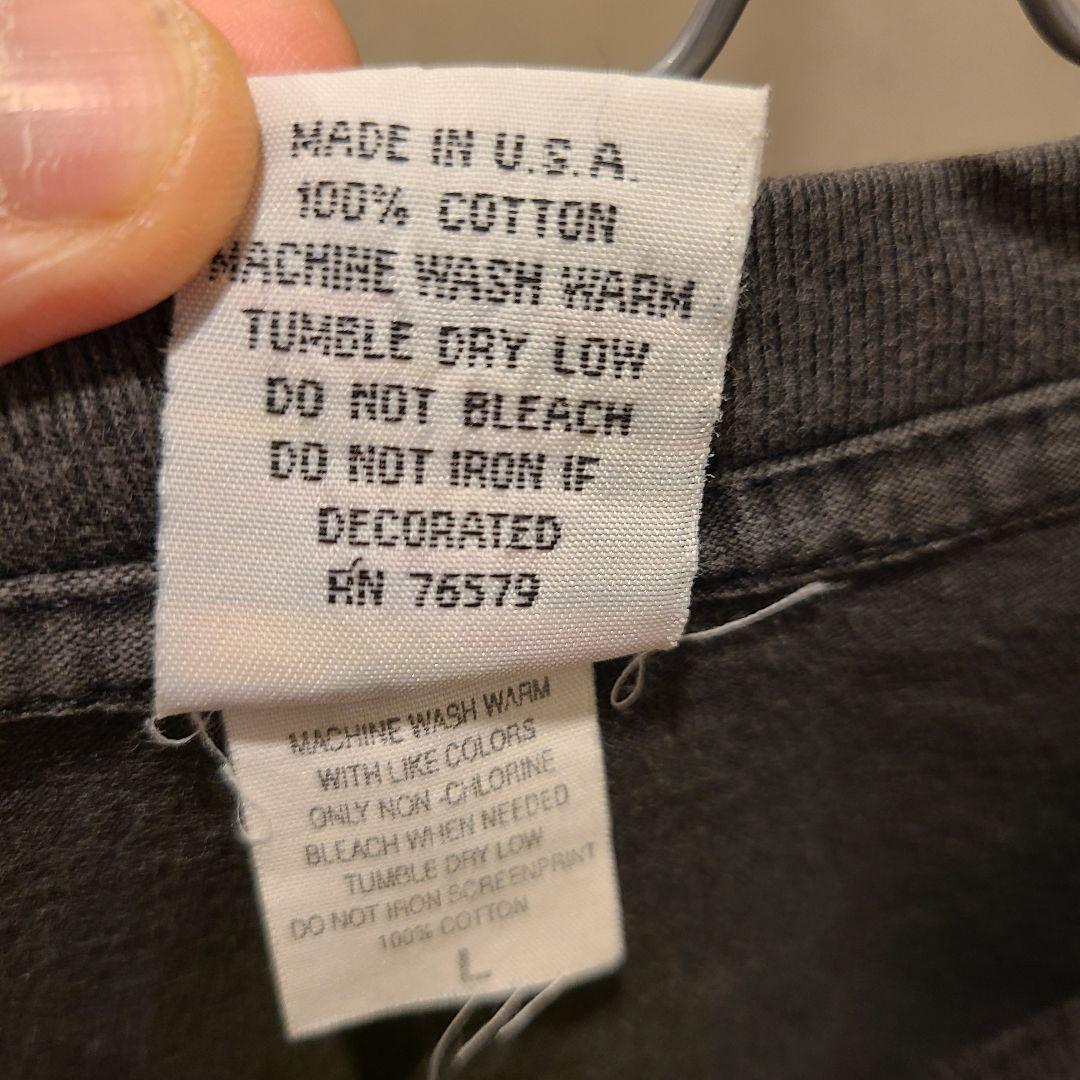 MADE IN U.S.A.
100% COTTON
MACHINE WASH WARM
TUMBLE DRY LOW
DO NOT BLEACH
DO NOT IRON IF
DECORATED
RN 76579
MACHINE WASH WARM
WITH LIKE COLORS
ONLY NON -CHLORINE
BLEACH WHEN NEEDED
TUMBLE DRY LOW
DO NOT IRON SCREENPRINT
100% COTTON
L